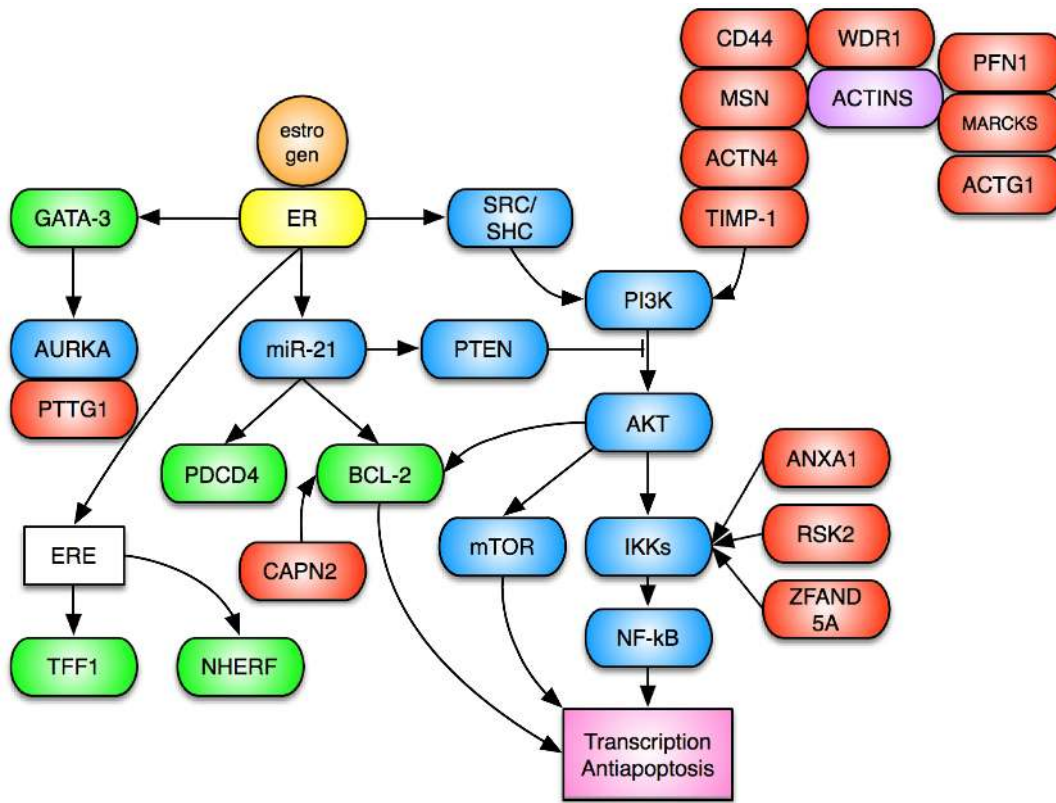 CD44
WDR1
PFN1
MSN
ACTINS
MARCKS
estro
gen
ACTN4
ACTG1
GATA-3
ER
SRC/
SHC
TIMP-1
PI3K
AURKA
miR-21
PTEN
PTTG1
AKT
PDCD4
BCL-2
ANXA1
ERE
CAPN2
mTOR
IKKs
RSK2
ZFAND
5A
TFF1
NHERF
NF-kB
Transcription
Antiapoptosis